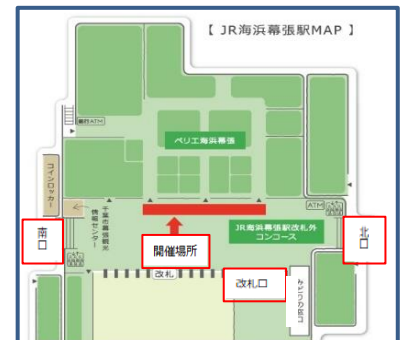 【 JR海浜幕張駅MAP 】
ATM
ペリエ海浜幕張
コインロッカー
千葉市幕張観光
情報センター
ATM
JR海浜幕張駅改札外
コンコース
南口
開催場所
北口
改札
改札口
みどりの窓口